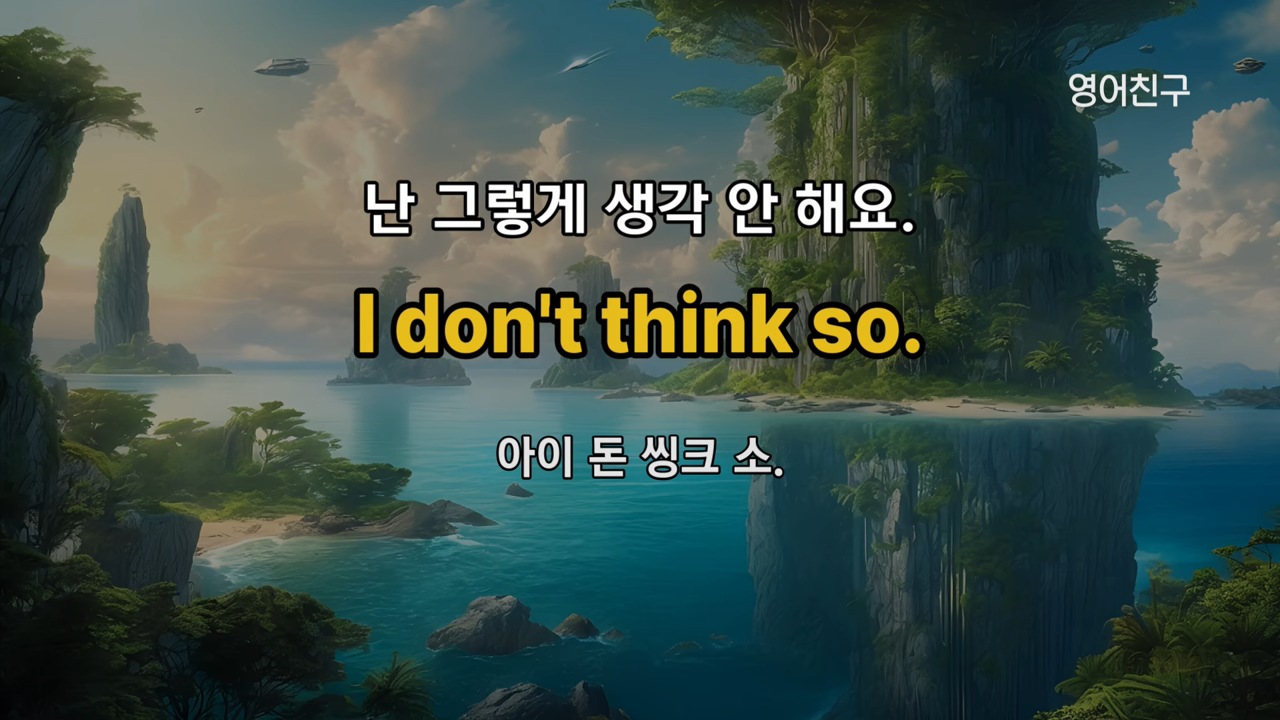 영어친구
난 그렇게 생각 안 해요.
I don't think so.
아이 돈 씽크 소.